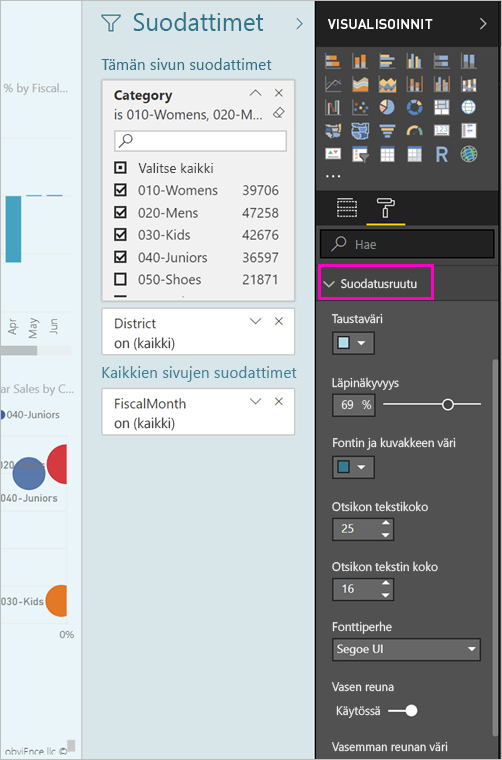 % by Fiscal...
Apr
May
Jun
ar Sales by C...
040-Juniors
020-Mens
040-Juniors
030-Kids
0%
obviEnce llc ©
Suodattimet
Tämän sivun suodattimet
Category
is 010-Womens, 020-M...
Valitse kaikki
010-Womens 39706
020-Mens 47258
030-Kids 42676
040-Juniors 36597
050-Shoes 21871
District
on (kaikki)
Kaikkien sivujen suodattimet
FiscalMonth
on (kaikki)
VISUALISOINNIT
R
...
Hae
Suodatusruutu
Taustaväri
Läpinäkyvyys
69 %
Fontin ja kuvakkeen väri
Otsikon tekstikoko
25
Otsikon tekstin koko
16
Fonttiperhe
Segoe UI
Vasen reuna
Käytössä
Vasemman reunan väri